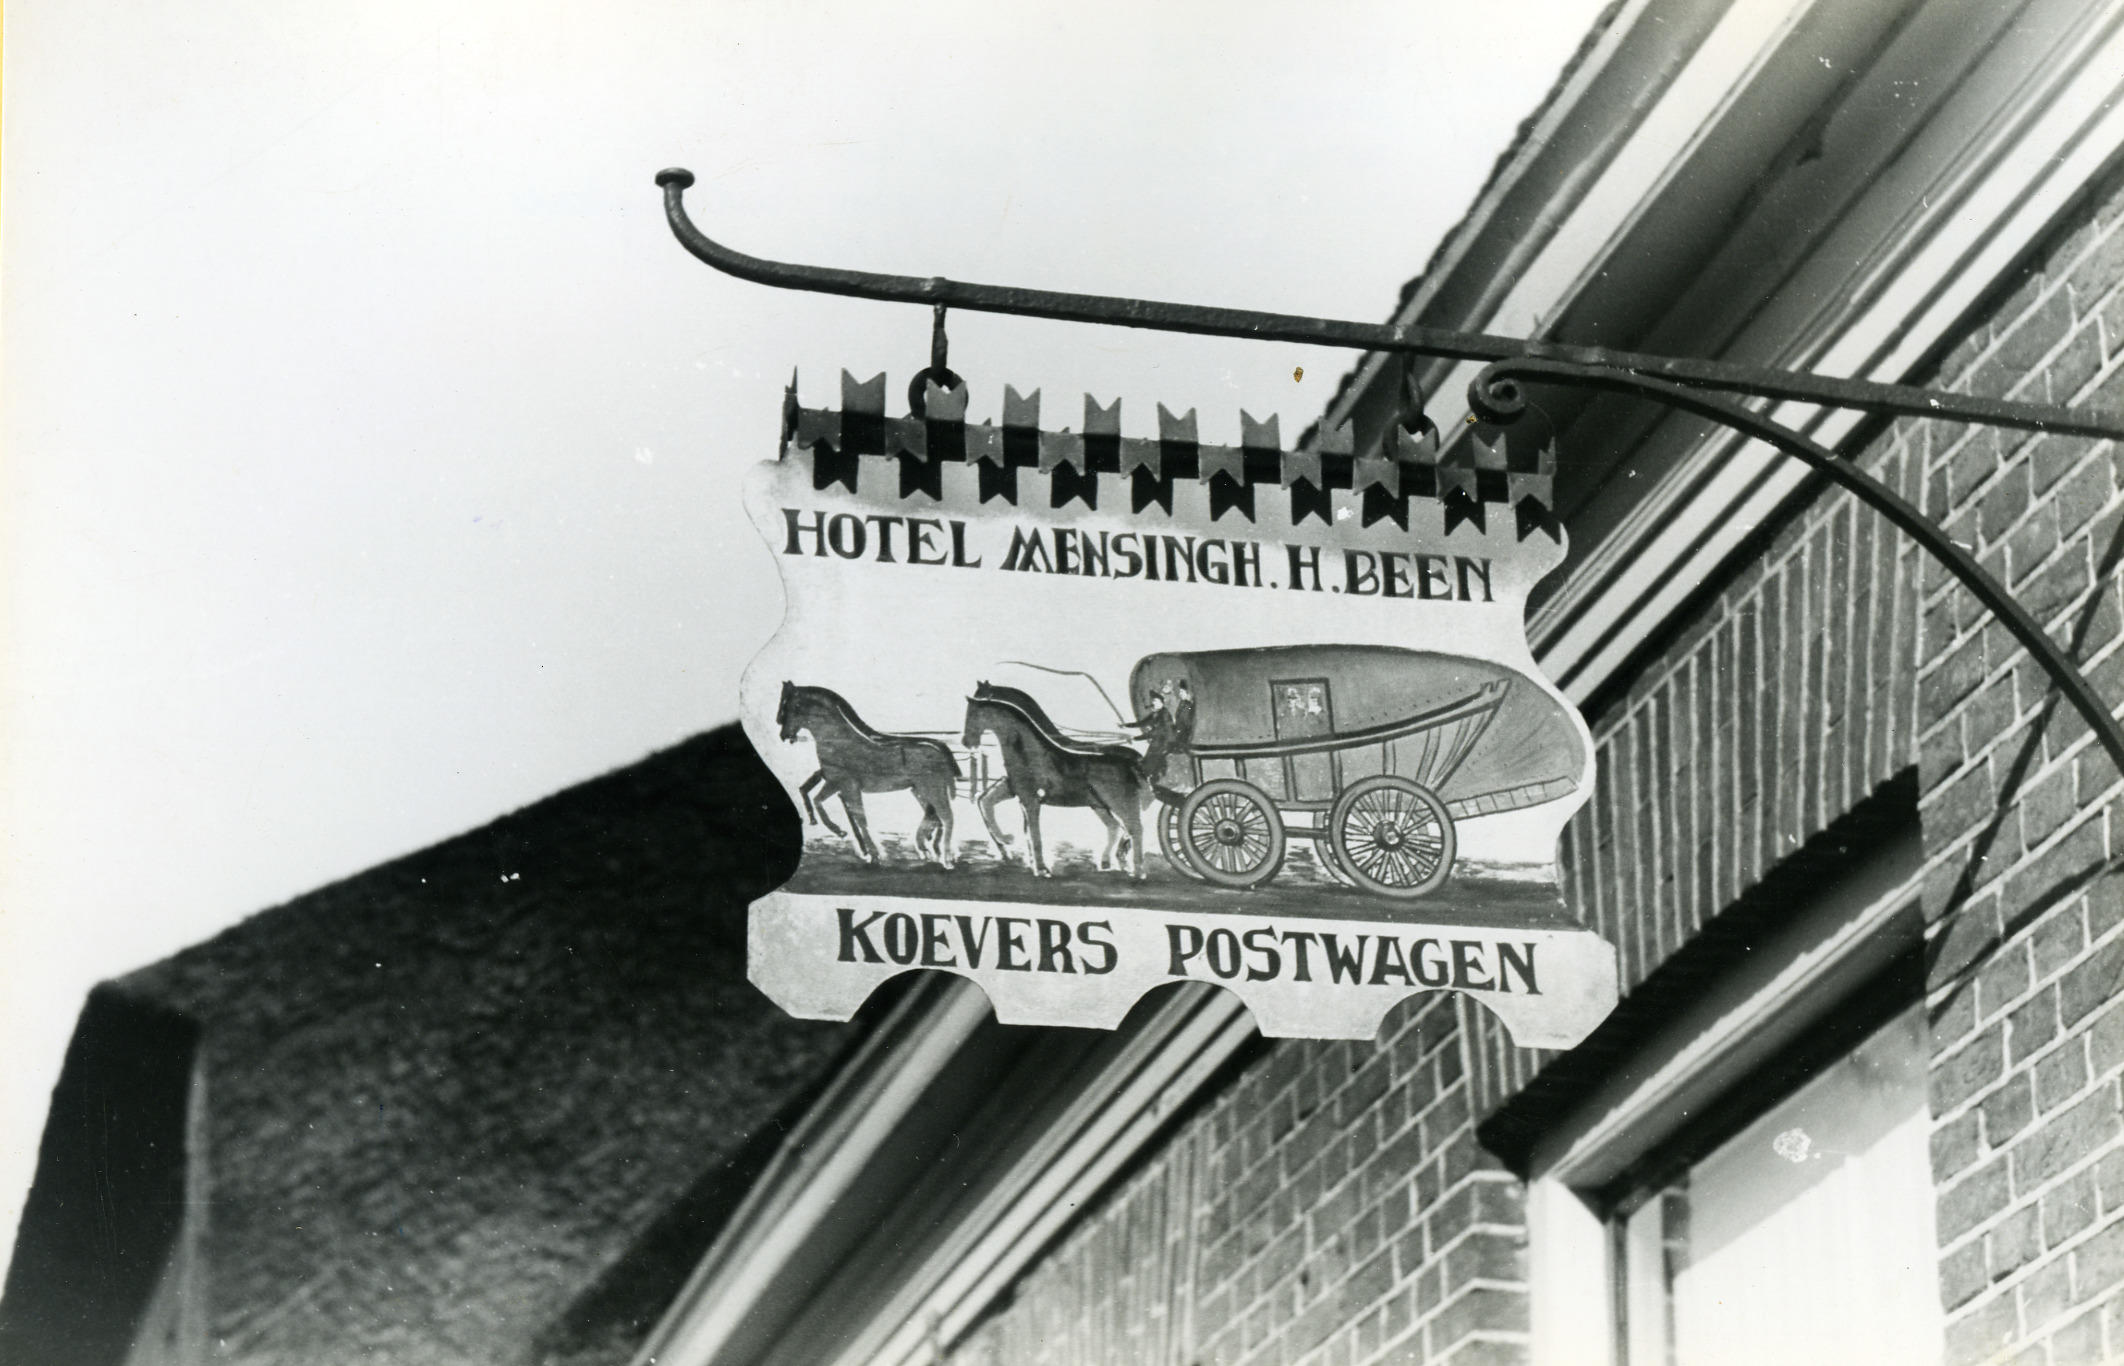 HOTEL MENSINGH. H. BEEN
KOEVERS POSTWAGEN